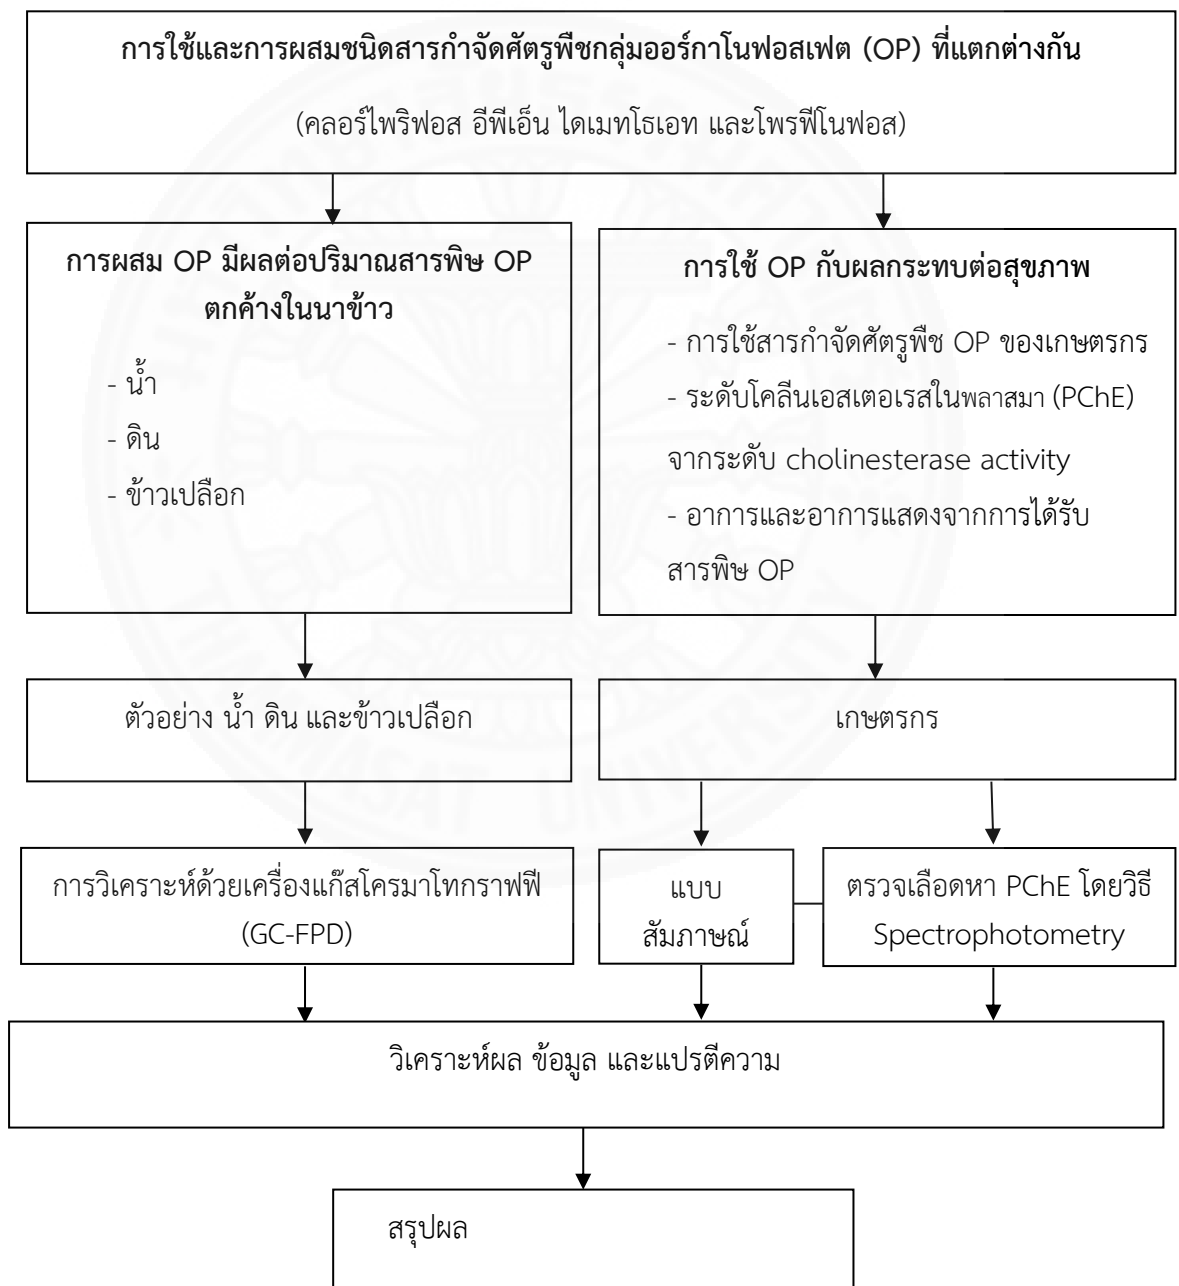 การใช้และการผสมชนิดสารกำจัดศัตรูพืชกลุ่มออร์กาโนฟอสเฟต (OP) ที่แตกต่างกัน
(คลอร์ไพริฟอส อีพีเอ็น ไดเมทโธเอท และโพรฟีโนฟอส)
การผสม OP มีผลต่อปริมาณสารพิษ OP
ตกค้างในนาข้าว
- น้ำ
- ดิน
- ข้าวเปลือก
การใช้ OP กับผลกระทบต่อสุขภาพ
- การใช้สารกำจัดศัตรูพืช OP ของเกษตรกร
- ระดับโคลีนเอสเตอเรสในพลาสมา (PChE)
จากระดับ cholinesterase activity
- อาการและอาการแสดงจากการได้รับ
สารพิษ OP
ตัวอย่าง น้ำ ดิน และข้าวเปลือก
เกษตรกร
การวิเคราะห์ด้วยเครื่องแก๊สโครมาโทกราฟฟี
(GC-FPD)
แบบ
สัมภาษณ์
ตรวจเลือดหา PChE โดยวิธี
Spectrophotometry
วิเคราะห์ผล ข้อมูล และแปรตีความ
สรุปผล
THAMMASAT UNIVERSITY